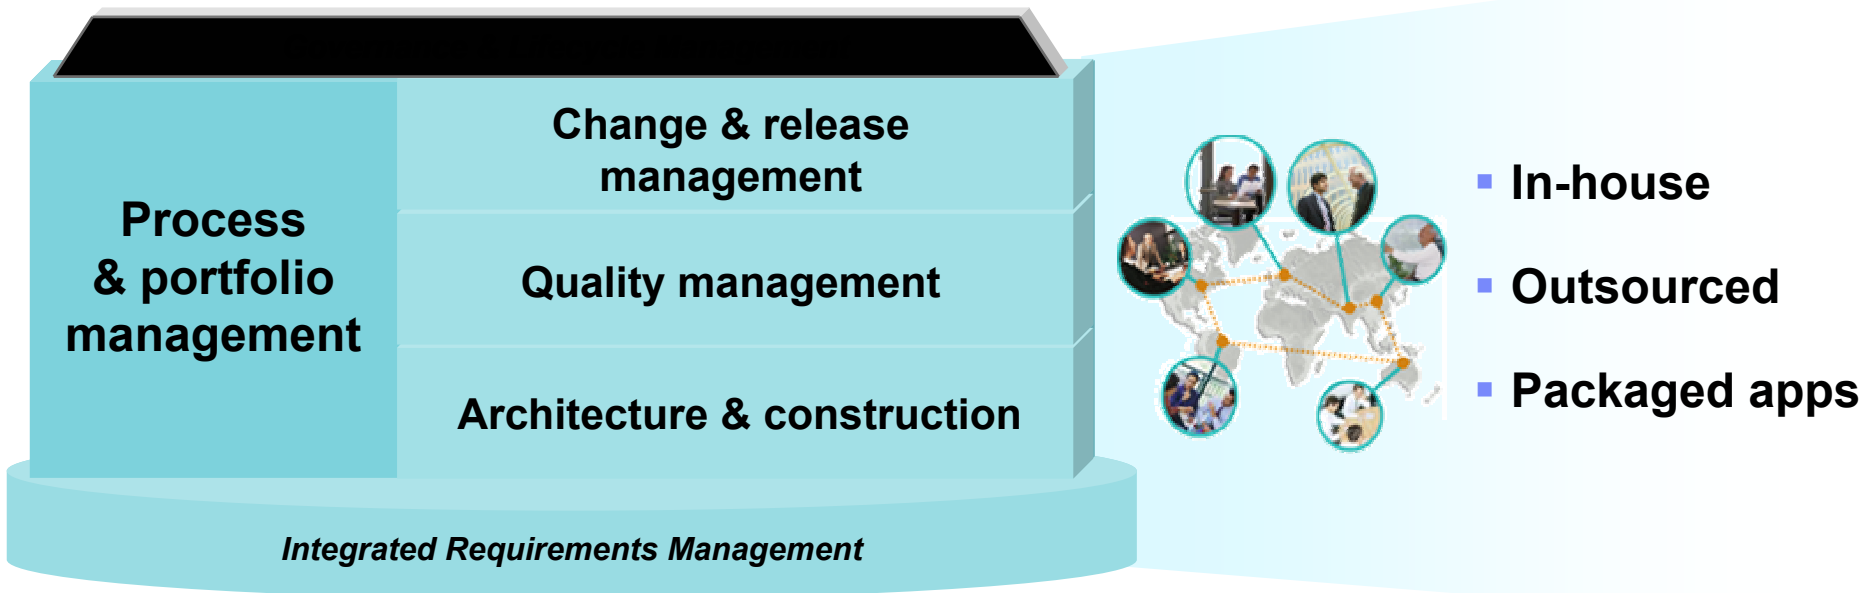 Change & release
management
Process
& portfolio
management
Quality management
Architecture & construction
Integrated Requirements Management
In-house
Outsourced
Packaged apps